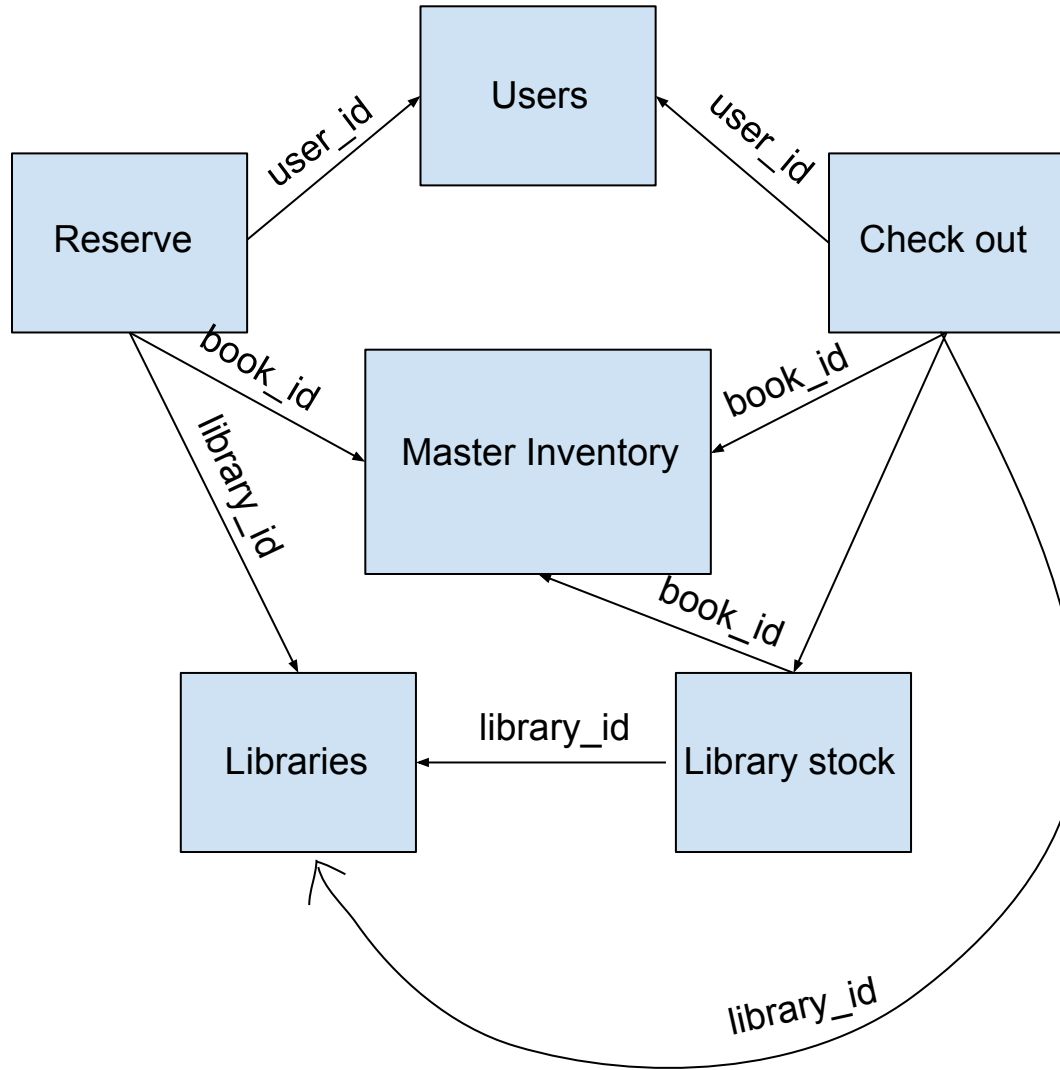 Users
user_id
user_id
Reserve
Check out
book_id
book_id
Master Inventory
library_id
book_id
library_id
Libraries
Library stock
library_id